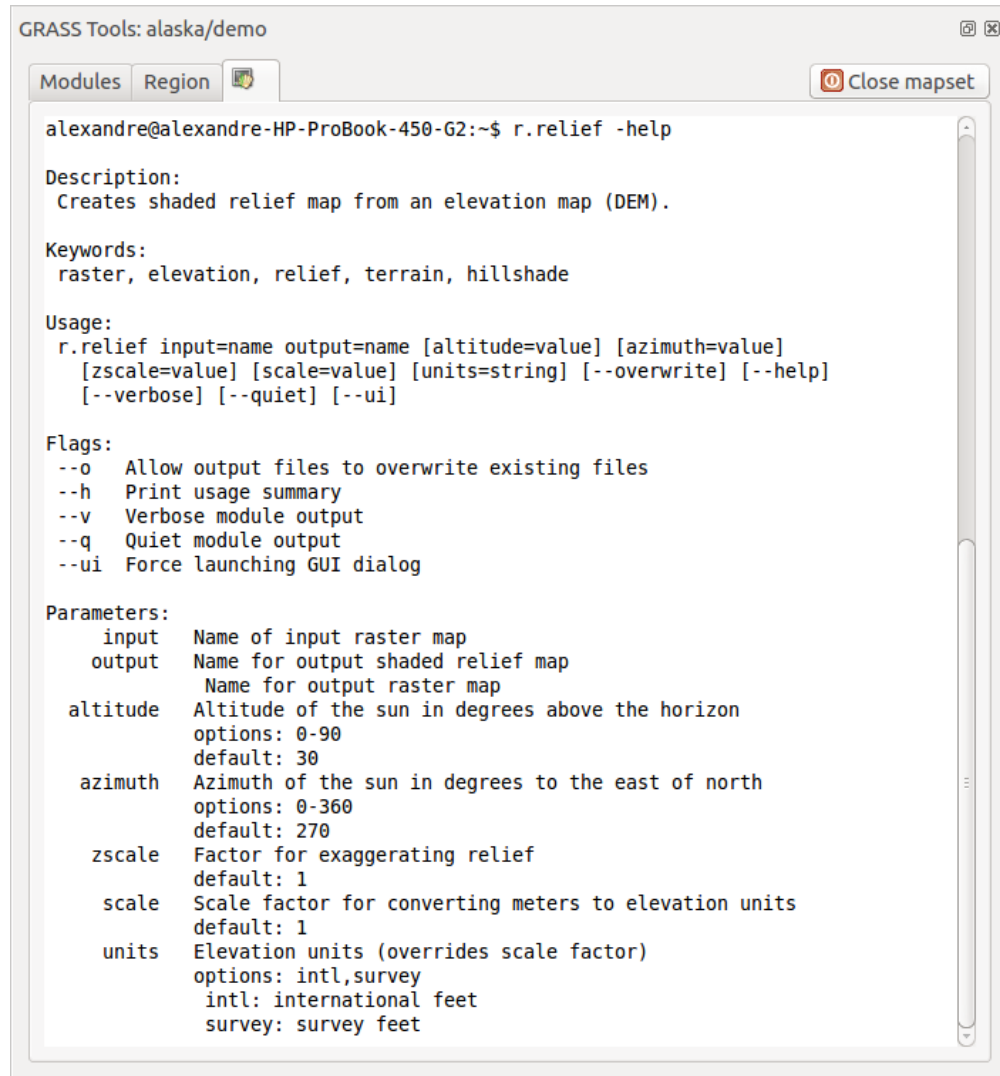 GRASS Tools: alaska/demo
Modules Region Close mapset
alexandre@alexandre-HP-ProBook-450-G2:~$ r.relief -help
Description:
Creates shaded relief map from an elevation map (DEM).
Keywords:
raster, elevation, relief, terrain, hillshade
Usage:
r.relief input=name output=name [altitude=value] [azimuth=value]
[zscale=value] [scale=value] [units=string] [--overwrite] [--help]
[--verbose] [--quiet] [--ui]
Flags:
--o Allow output files to overwrite existing files
--h Print usage summary
--v Verbose module output
--q Quiet module output
--ui Force launching GUI dialog
Parameters:
input Name of input raster map
output Name for output shaded relief map
Name for output raster map
altitude Altitude of the sun in degrees above the horizon
options: 0-90
default: 30
azimuth Azimuth of the sun in degrees to the east of north
options: 0-360
default: 270
zscale Factor for exaggerating relief
default: 1
scale Scale factor for converting meters to elevation units
default: 1
units Elevation units (overrides scale factor)
options: intl,survey
intl: international feet
survey: survey feet